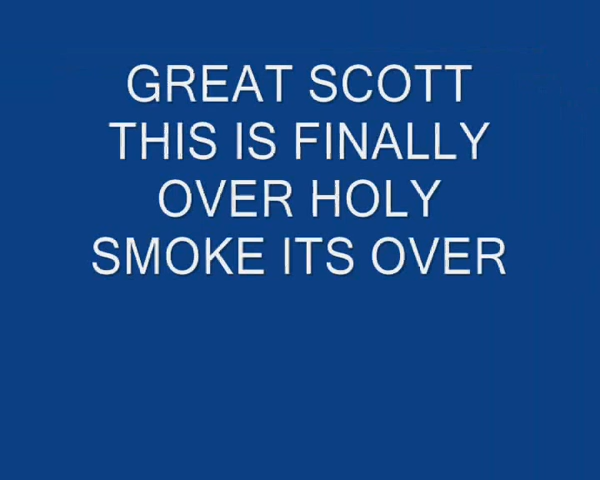 GREAT SCOTT
THIS IS FINALLY
OVER HOLY
SMOKE ITS OVER